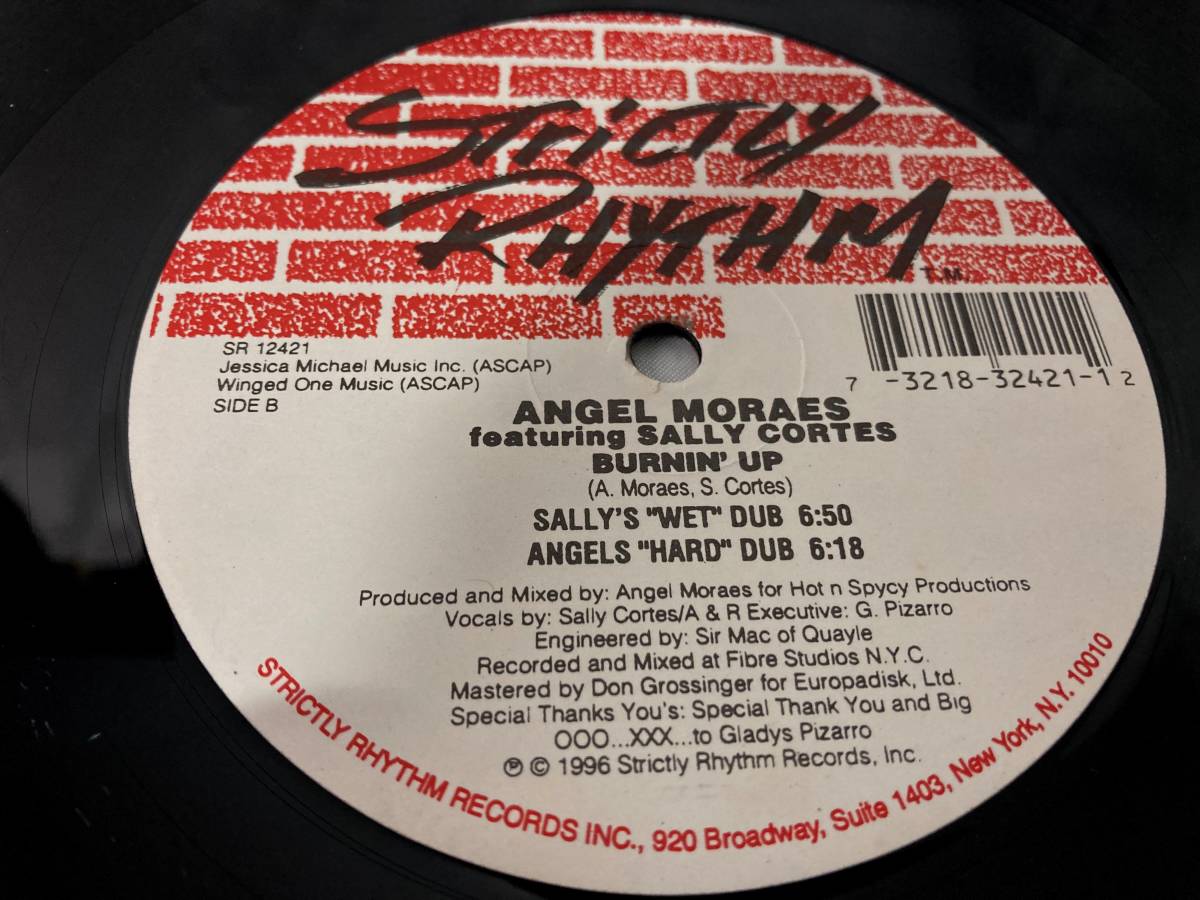 STRICTLY
RHYTHM
T.M.
SR 12421
Jessica Michael Music Inc. (ASCAP)
Winged One Music (ASCAP)
SIDE B
7 -3218-32421-1 2
ANGEL MORAES
featuring SALLY CORTES
BURNIN' UP
(A. Moraes, S. Cortes)
SALLY'S "WET" DUB 6:50
ANGELS "HARD" DUB 6:18
Produced and Mixed by: Angel Moraes for Hot n Spycy Productions
Vocals by: Sally Cortes/A & R Executive: G. Pizarro
Engineered by: Sir Mac of Quayle
Recorded and Mixed at Fibre Studios N.Y.C.
Mastered by Don Grossinger for Europadisk, Ltd.
Special Thanks You's: Special Thank You and Big
OOO...XXX...to Gladys Pizarro
℗ © 1996 Strictly Rhythm Records, Inc.
STRICTLY RHYTHM RECORDS INC., 920 Broadway, Suite 1403, New York, N.Y. 10010